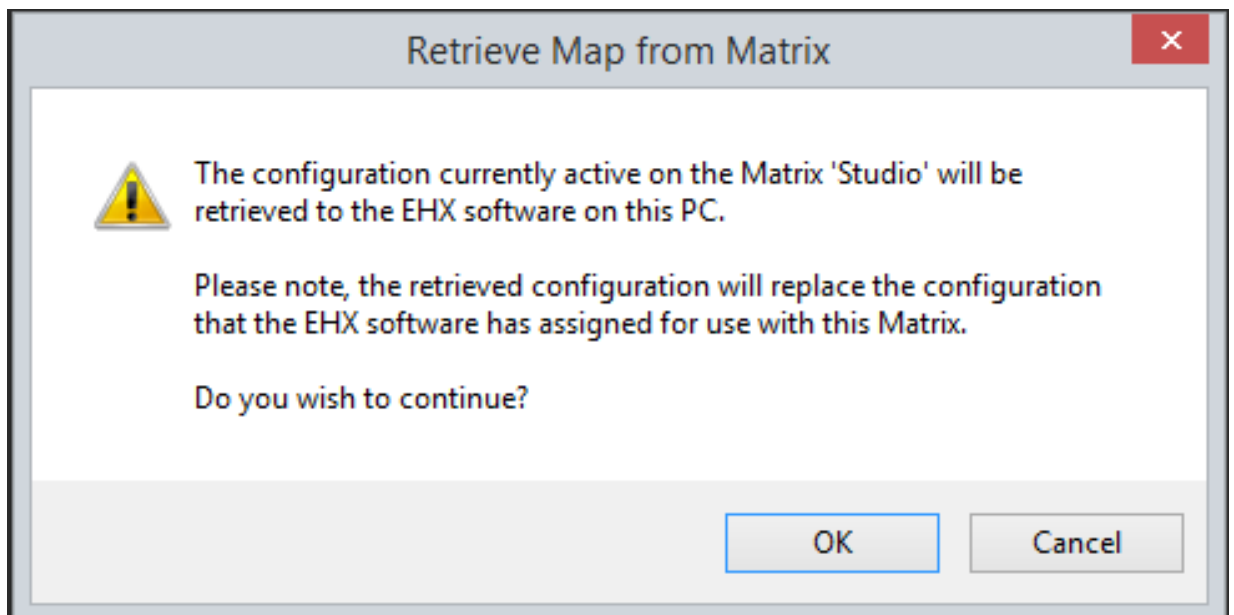 Retrieve Map from Matrix
The configuration currently active on the Matrix 'Studio' will be
retrieved to the EHX software on this PC.
Please note, the retrieved configuration will replace the configuration
that the EHX software has assigned for use with this Matrix.
Do you wish to continue?
OK
Cancel